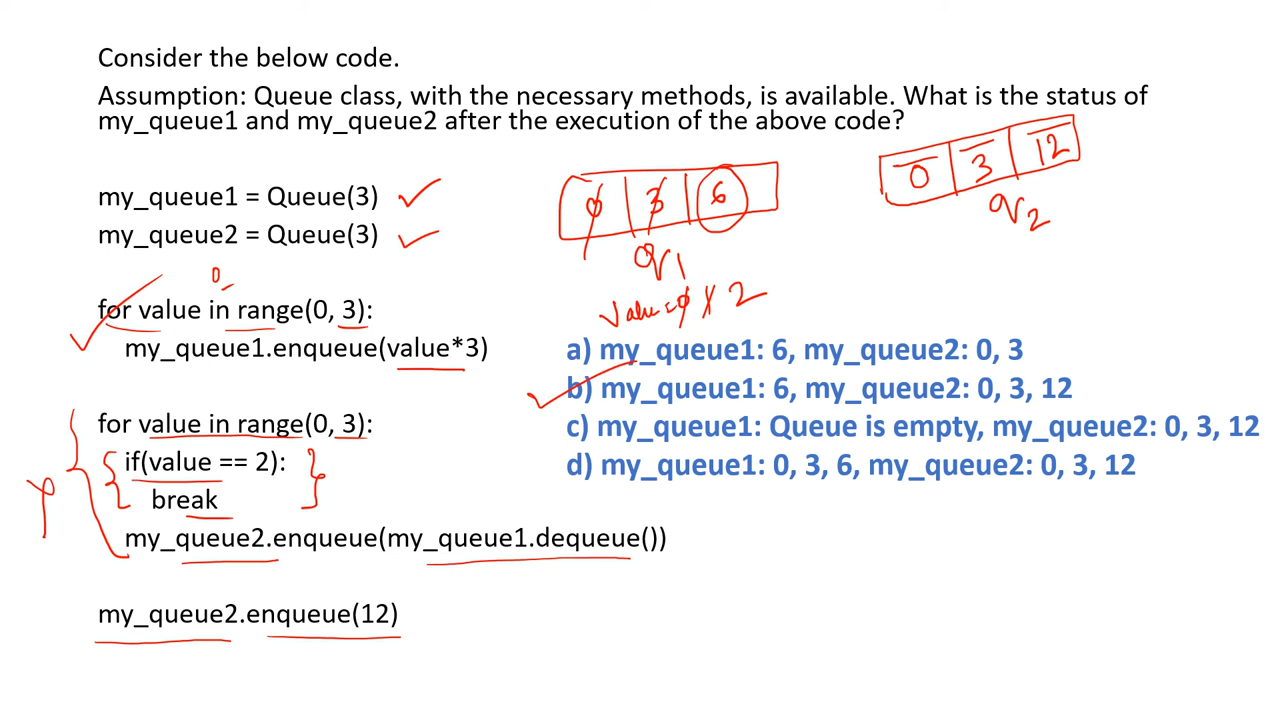 Consider the below code.
Assumption: Queue class, with the necessary methods, is available. What is the status of
my_queue1 and my_queue2 after the execution of the above code?
my_queue1 = Queue(3)
my_queue2 = Queue(3)
0 3 6
q1
0 3 12
q2
0
for value in range(0, 3):
my_queue1.enqueue(value*3)
value=0 1 2
for value in range(0, 3):
if(value == 2):
break
my_queue2.enqueue(my_queue1.dequeue())
my_queue2.enqueue(12)
a) my_queue1: 6, my_queue2: 0, 3
b) my_queue1: 6, my_queue2: 0, 3, 12
c) my_queue1: Queue is empty, my_queue2: 0, 3, 12
d) my_queue1: 0, 3, 6, my_queue2: 0, 3, 12